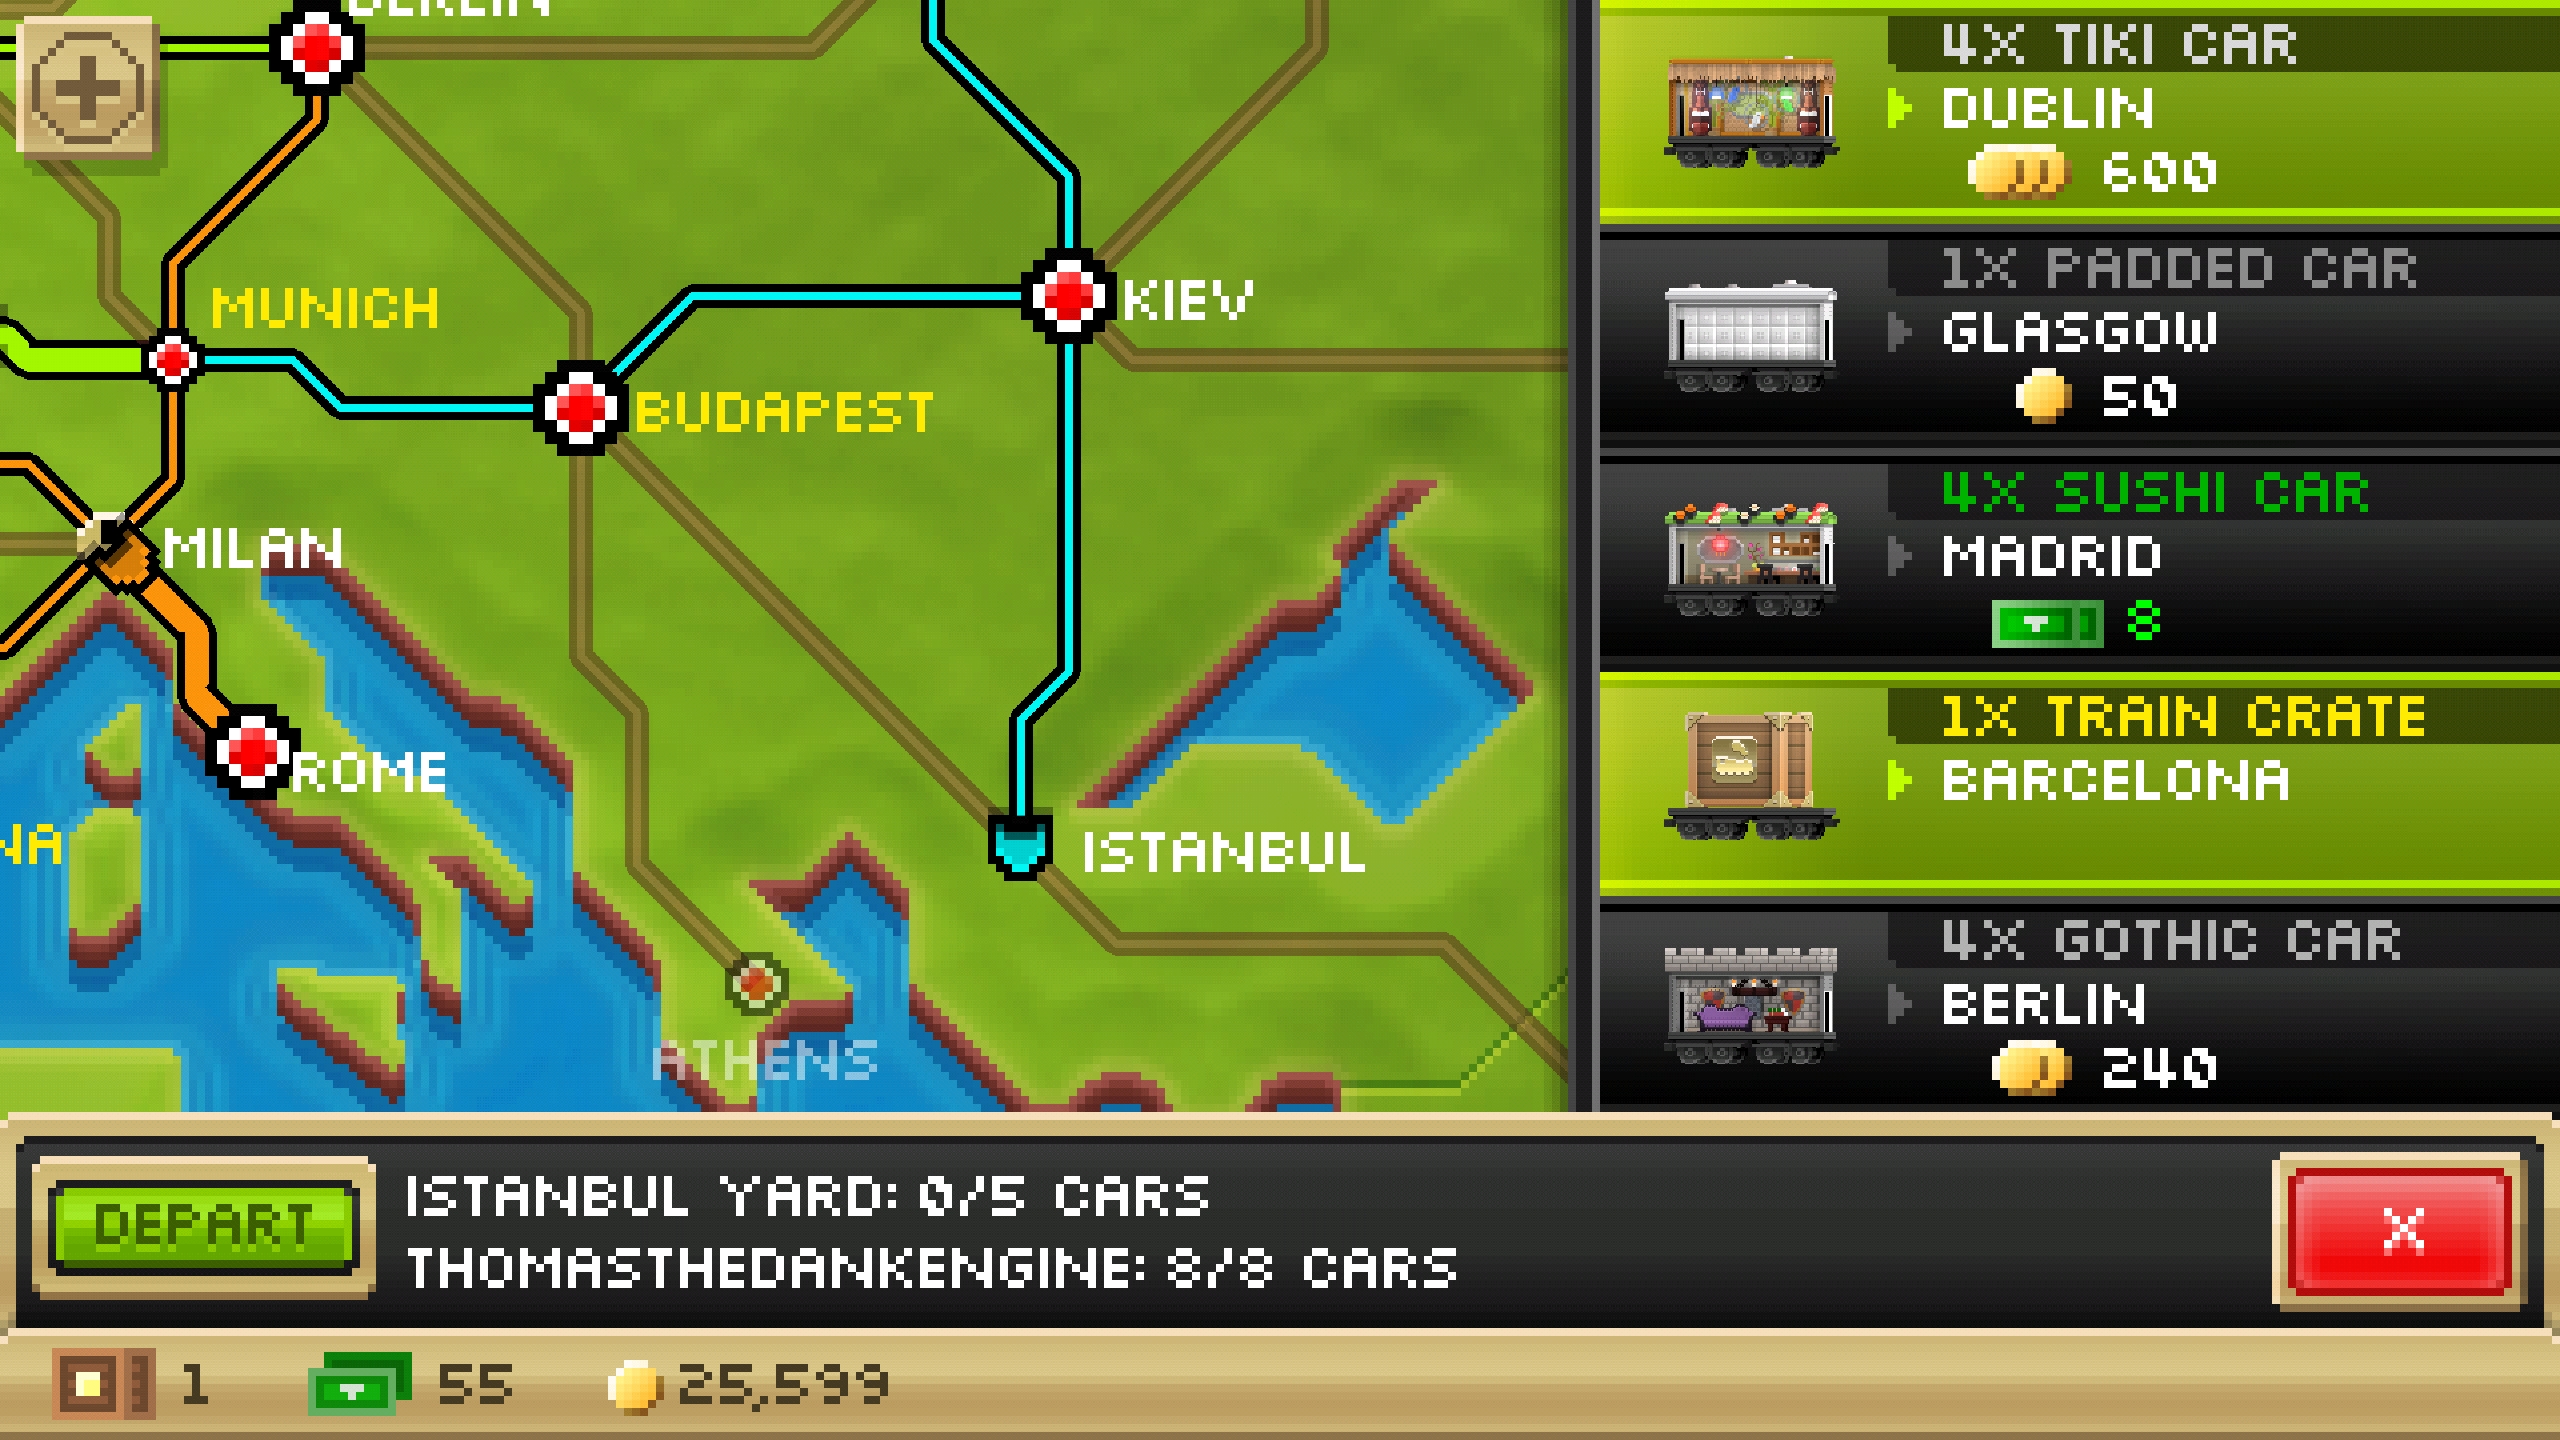 BERLIN
MUNICH
KIEV
BUDAPEST
MILAN
ROME
NA
ISTANBUL
ATHENS
4X TIKI CAR
DUBLIN
600
1X PADDED CAR
GLASGOW
50
4X SUSHI CAR
MADRID
8
1X TRAIN CRATE
BARCELONA
4X GOTHIC CAR
BERLIN
240
DEPART
ISTANBUL YARD: 0/5 CARS
THOMASTHEDANKENGINE: 8/8 CARS
X
1
55
25,599